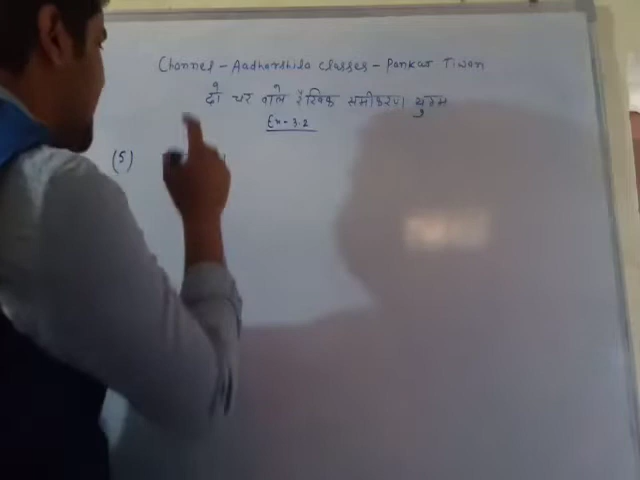 Channel - Aadharshila classes - Pankaj Tiwari
दो चर वाले रैखिक समीकरण युग्म
Ex - 3.2
(5)